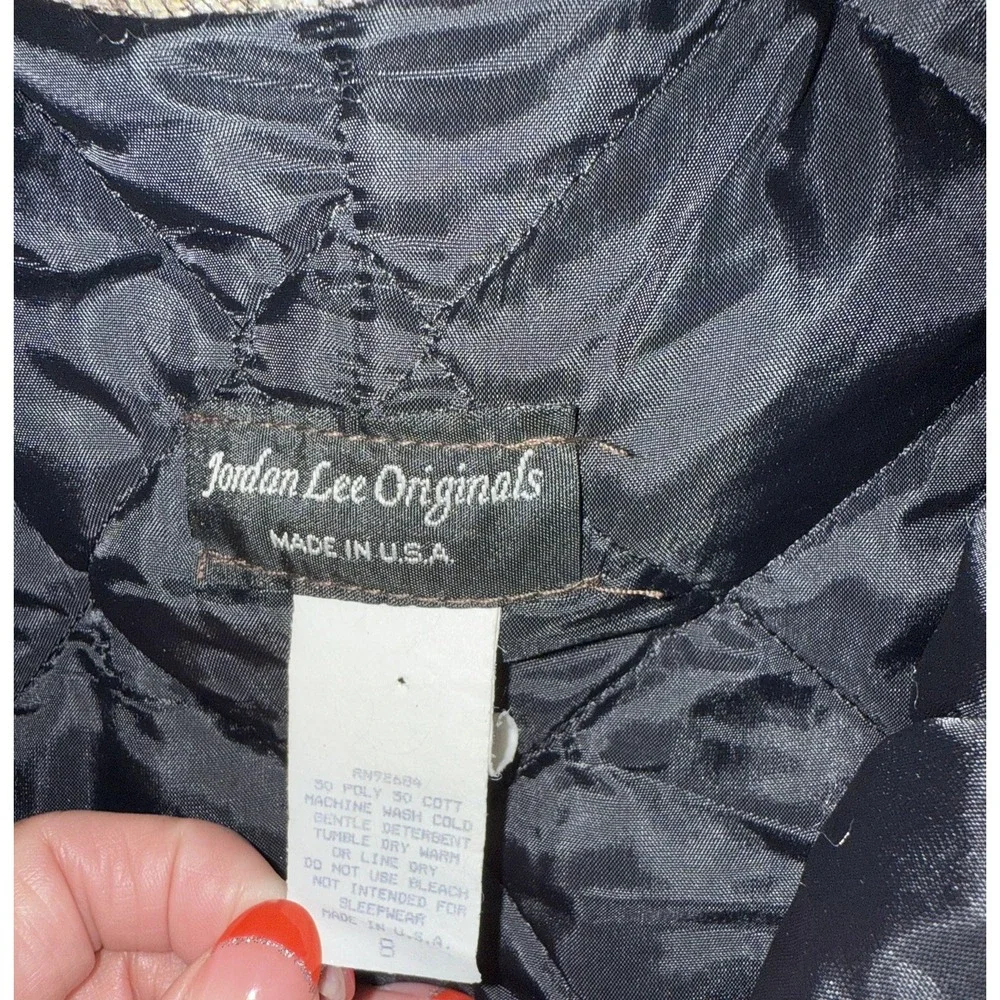 Jordan Lee Originals
MADE IN U.S.A.
RN92684
50 POLY 50 COTT
MACHINE WASH COLD
GENTLE DETERGENT
TUMBLE DRY WARM
OR LINE DRY
DO NOT USE BLEACH
NOT INTENDED FOR
SLEEPWEAR
MADE IN U.S.A.
8